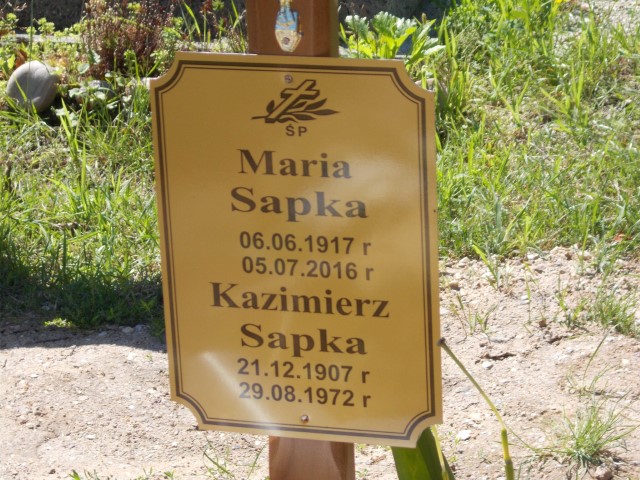 ŚP
Maria
Sapka
06.06.1917 r
05.07.2016 r
Kazimierz
Sapka
21.12.1907 r
29.08.1972 r